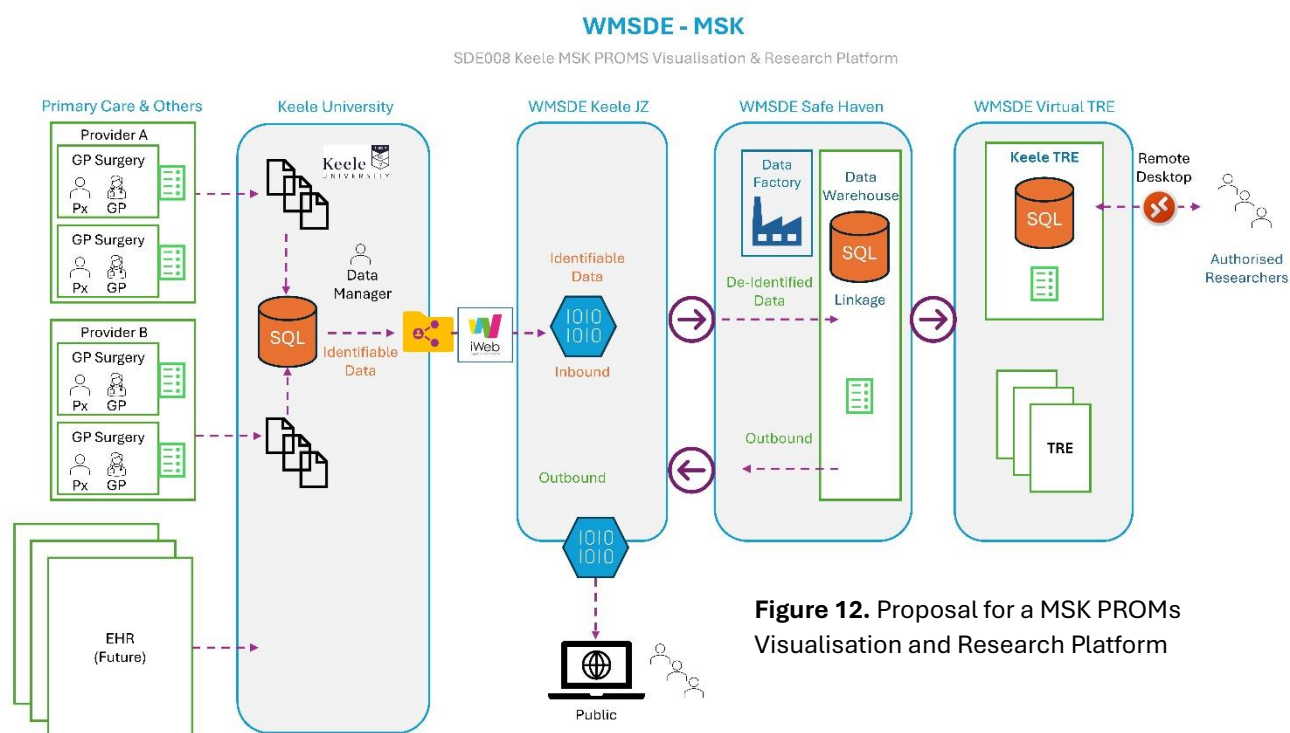 WMSDE - MSK
SDE008 Keele MSK PROMS Visualisation & Research Platform
Primary Care & Others
Provider A
GP Surgery
Px GP
GP Surgery
Px GP
Provider B
GP Surgery
Px GP
GP Surgery
Px GP
EHR
(Future)
Keele University
Keele
UNIVERSITY
Data
Manager
SQL
Identifiable
Data
iWeb
WMSDE Keele JZ
Identifiable
Data
1010
1010
Inbound
Outbound
1010
1010
Public
WMSDE Safe Haven
Data
Factory
Data
Warehouse
SQL
De-Identified
Data
Linkage
Outbound
WMSDE Virtual TRE
Keele TRE
SQL
TRE
Remote
Desktop
Authorised
Researchers
Figure 12. Proposal for a MSK PROMs
Visualisation and Research Platform